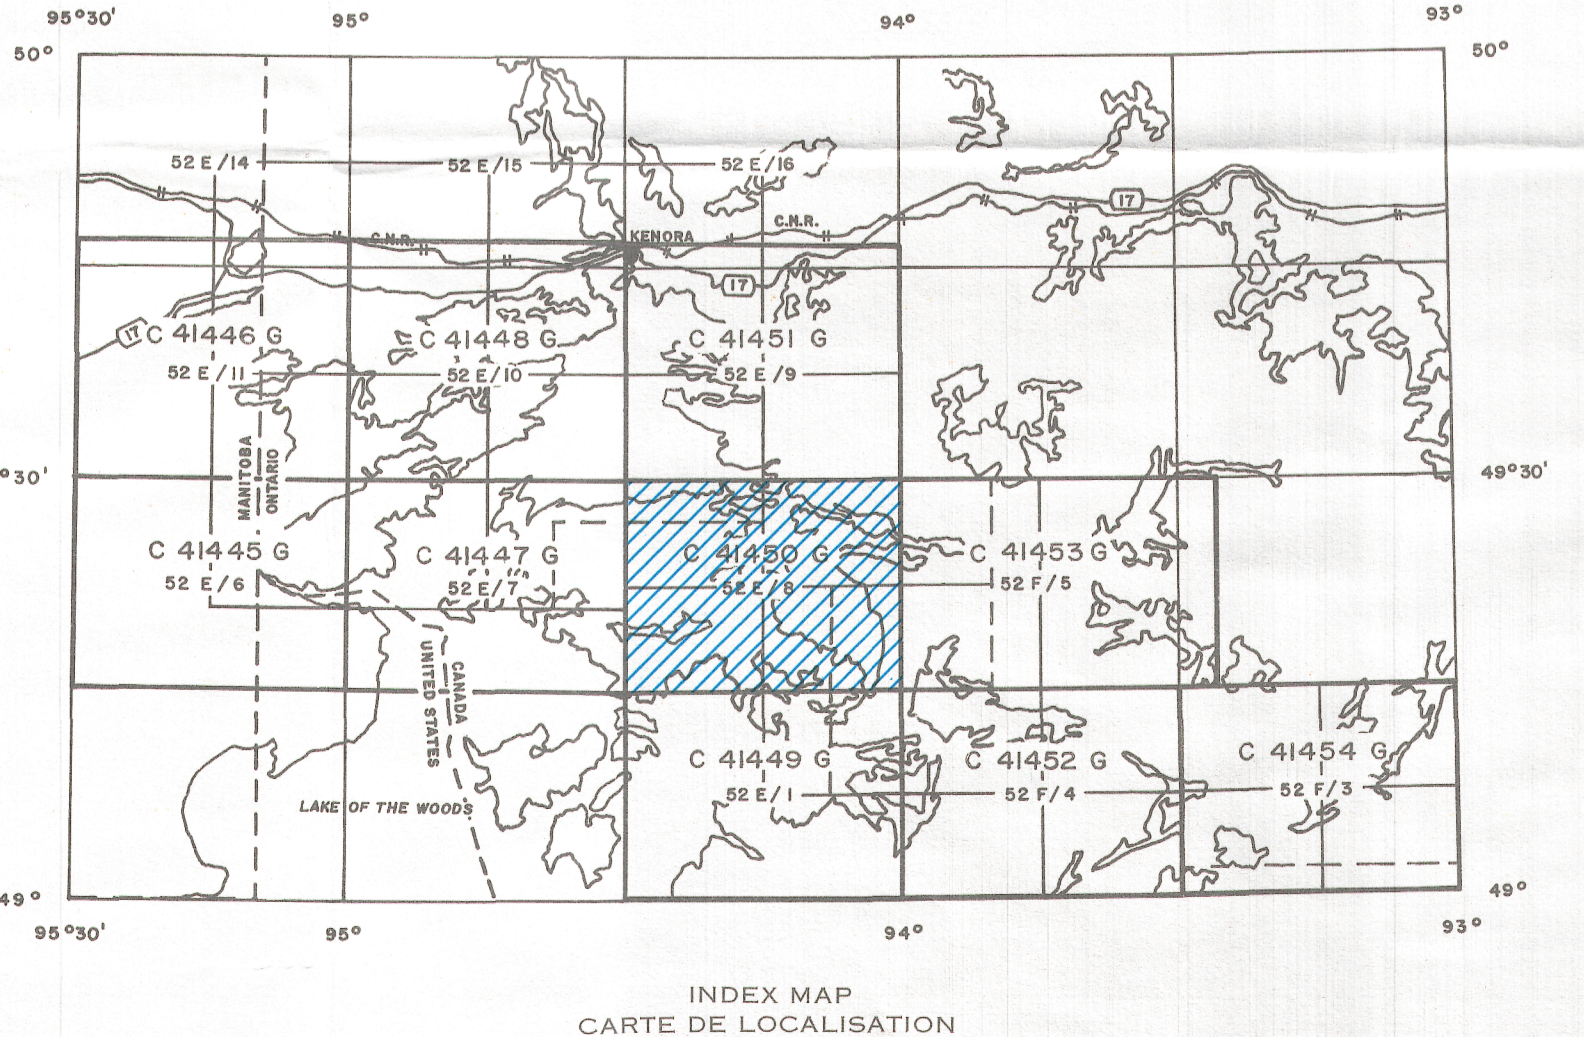 95°30' 95° 94° 93°
50° 50°
52 E/14 52 E/15 52 E/16
17
C.N.R. C.N.R.
KENORA
17
17 C 41446 G C 41448 G C 41451 G
52 E/11 52 E/10 52 E/9
MANITOBA
ONTARIO
°30' 49°30'
C 41445 G C 41447 G C 41450 G C 41453 G
52 E/6 52 E/7 52 E/8 52 F/5
CANADA
UNITED STATES
C 41449 G C 41452 G C 41454 G
52 E/1 52 F/4 52 F/3
LAKE OF THE WOODS
49° 49°
95°30' 95° 94° 93°
INDEX MAP
CARTE DE LOCALISATION